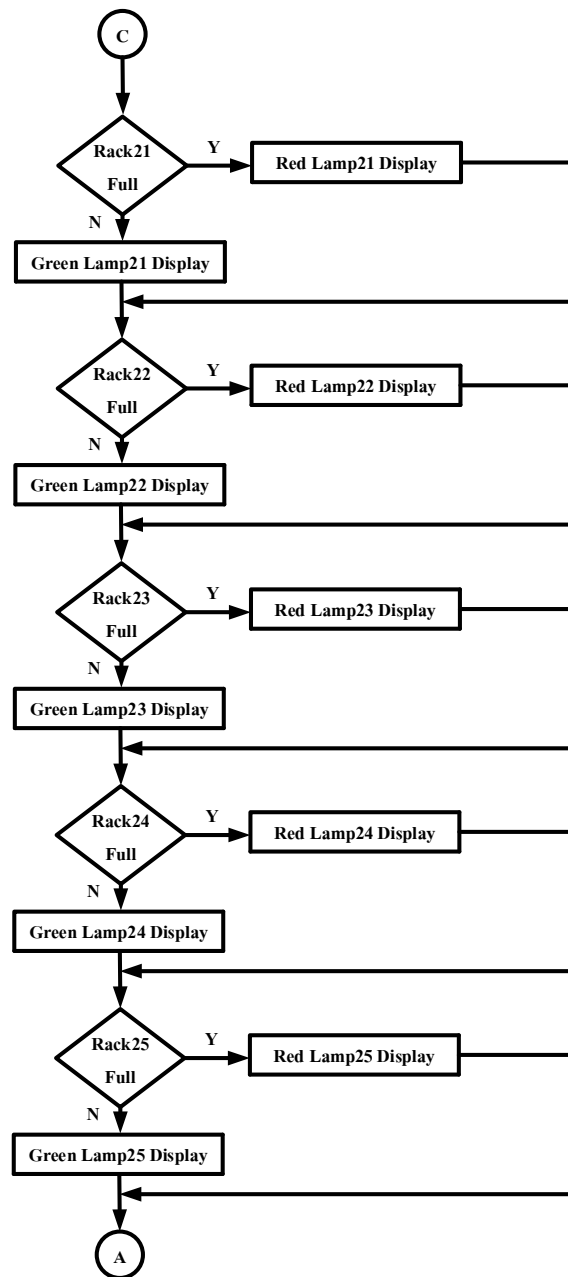 C
Rack21
Full
Y
Red Lamp21 Display
N
Green Lamp21 Display
Rack22
Full
Y
Red Lamp22 Display
N
Green Lamp22 Display
Rack23
Full
Y
Red Lamp23 Display
N
Green Lamp23 Display
Rack24
Full
Y
Red Lamp24 Display
N
Green Lamp24 Display
Rack25
Full
Y
Red Lamp25 Display
N
Green Lamp25 Display
A